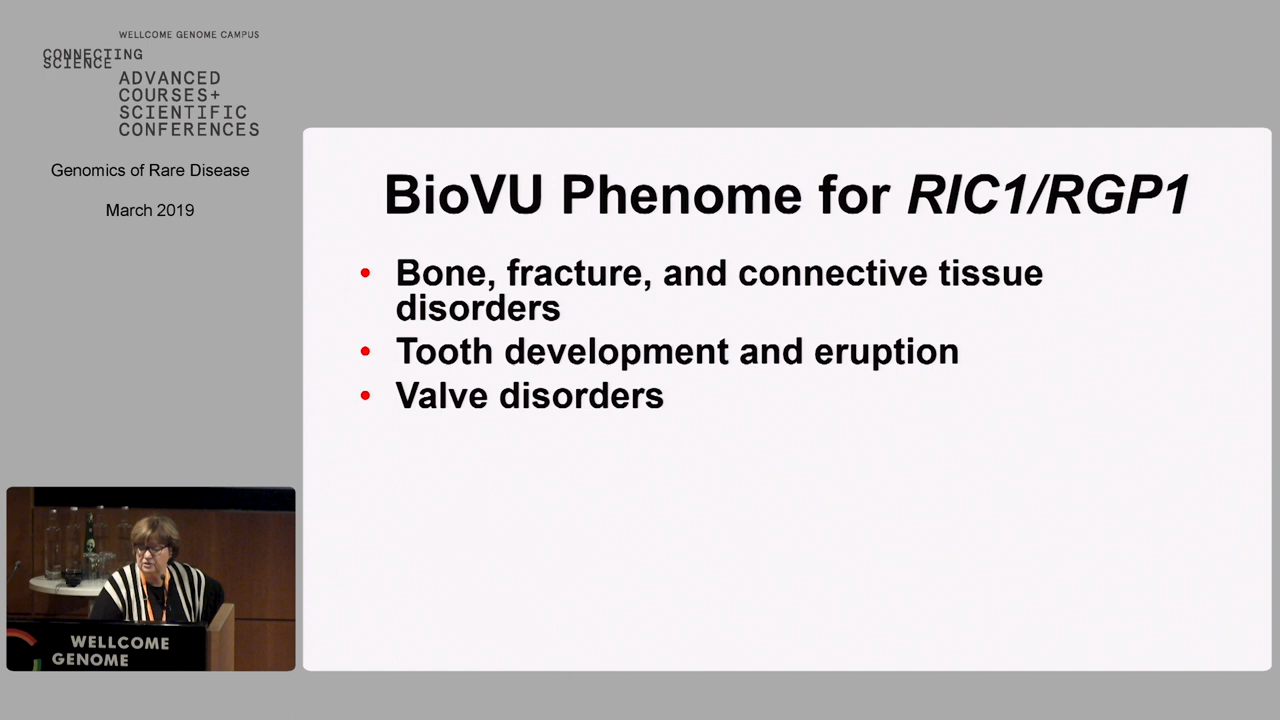 WELLCOME GENOME CAMPUS
CONNECTING
SCIENCE
ADVANCED
COURSES+
SCIENTIFIC
CONFERENCES
Genomics of Rare Disease
March 2019
BioVU Phenome for RIC1/RGP1
• Bone, fracture, and connective tissue
disorders
• Tooth development and eruption
• Valve disorders
WELLCOME
GENOME